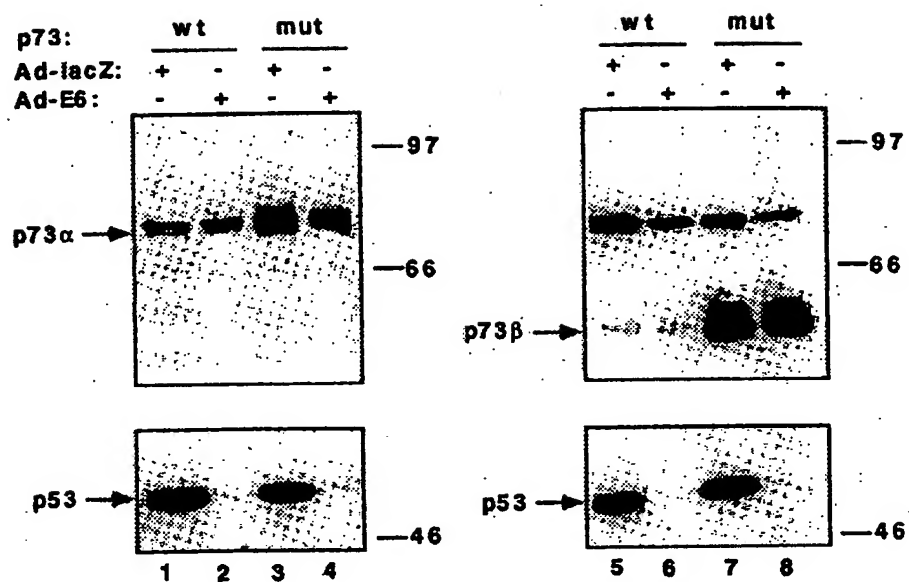 p73: wt mut wt mut
Ad-lacZ: + - + - + - + -
Ad-E6: - + - + - + - +
97 97
p73α
66 66
p73β
p53 p53
46 46
1 2 3 4 5 6 7 8